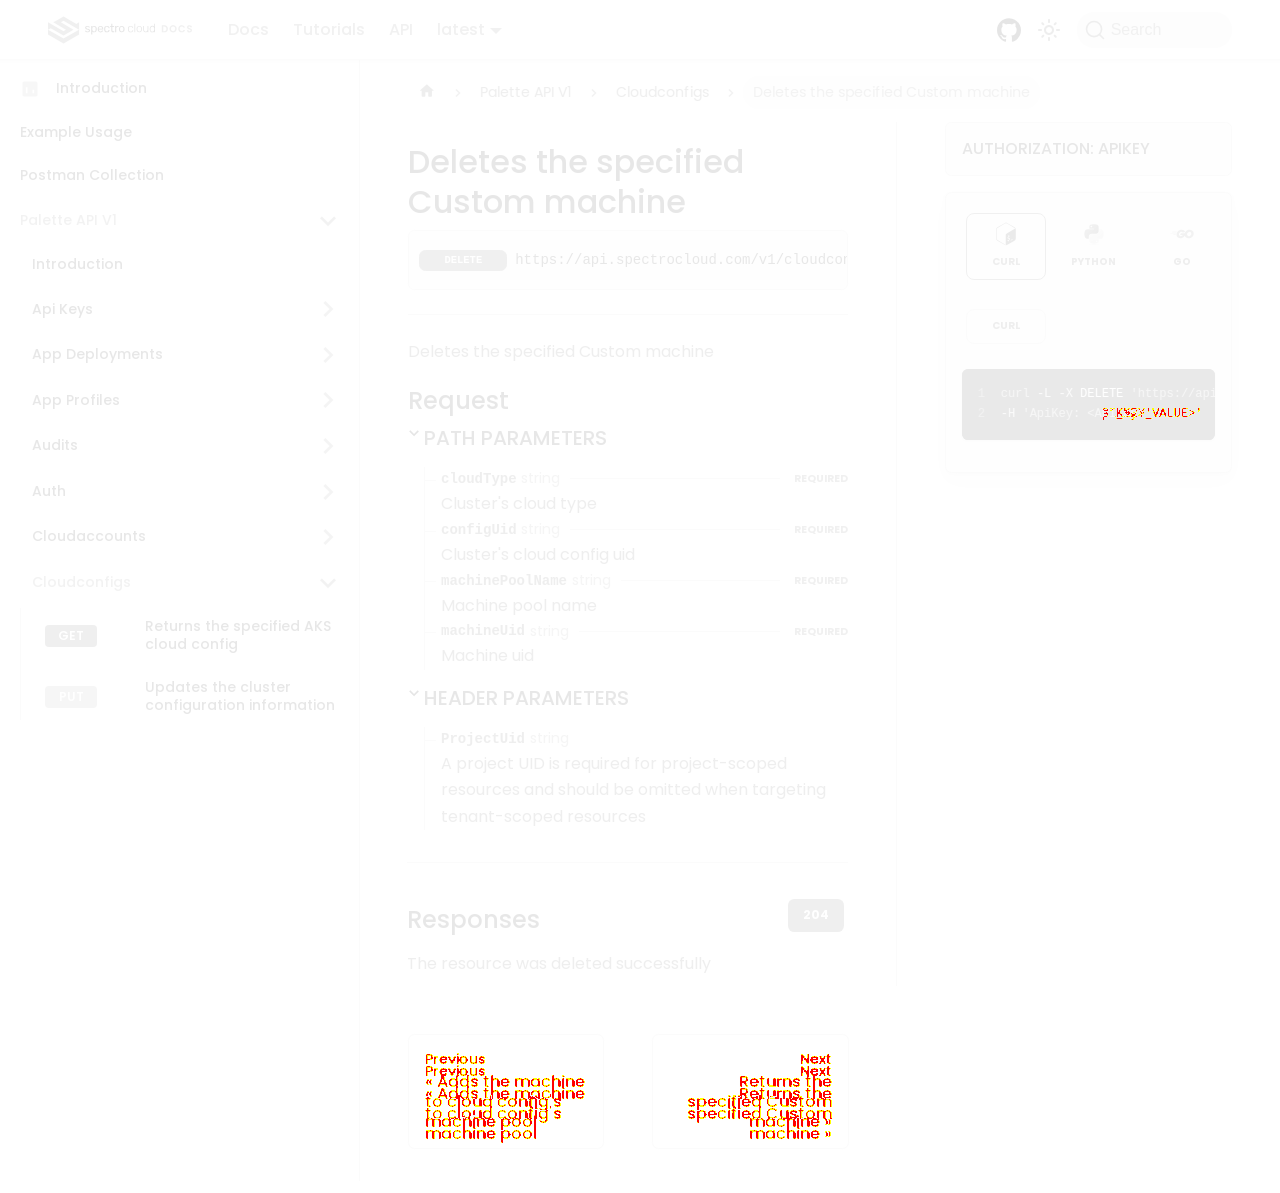 spectro cloud DOCS Docs Tutorials API latest Search
Introduction
Example Usage
Postman Collection
Palette API V1
Introduction
Api Keys
App Deployments
App Profiles
Audits
Auth
Cloudaccounts
Cloudconfigs
GET Returns the specified AKS
cloud config
PUT Updates the cluster
configuration information
Palette API V1 Cloudconfigs Deletes the specified Custom machine
Deletes the specified
Custom machine
DELETE https://api.spectrocloud.com/v1/cloudcon
Deletes the specified Custom machine
Request
PATH PARAMETERS
cloudType string REQUIRED
Cluster's cloud type
configUid string REQUIRED
Cluster's cloud config uid
machinePoolName string REQUIRED
Machine pool name
machineUid string REQUIRED
Machine uid
HEADER PARAMETERS
ProjectUid string
A project UID is required for project-scoped
resources and should be omitted when targeting
tenant-scoped resources
Responses 204
The resource was deleted successfully
AUTHORIZATION: APIKEY
CURL PYTHON GO
CURL
1 curl -L -X DELETE 'https://api
2 -H 'ApiKey:
Previous
Previous
« Adds the machine
« Adds the machine
to cloud config's
to cloud config's
machine pool
machine pool
Next
Next
Returns the
Returns the
specified Custom
specified Custom
machine »
machine »